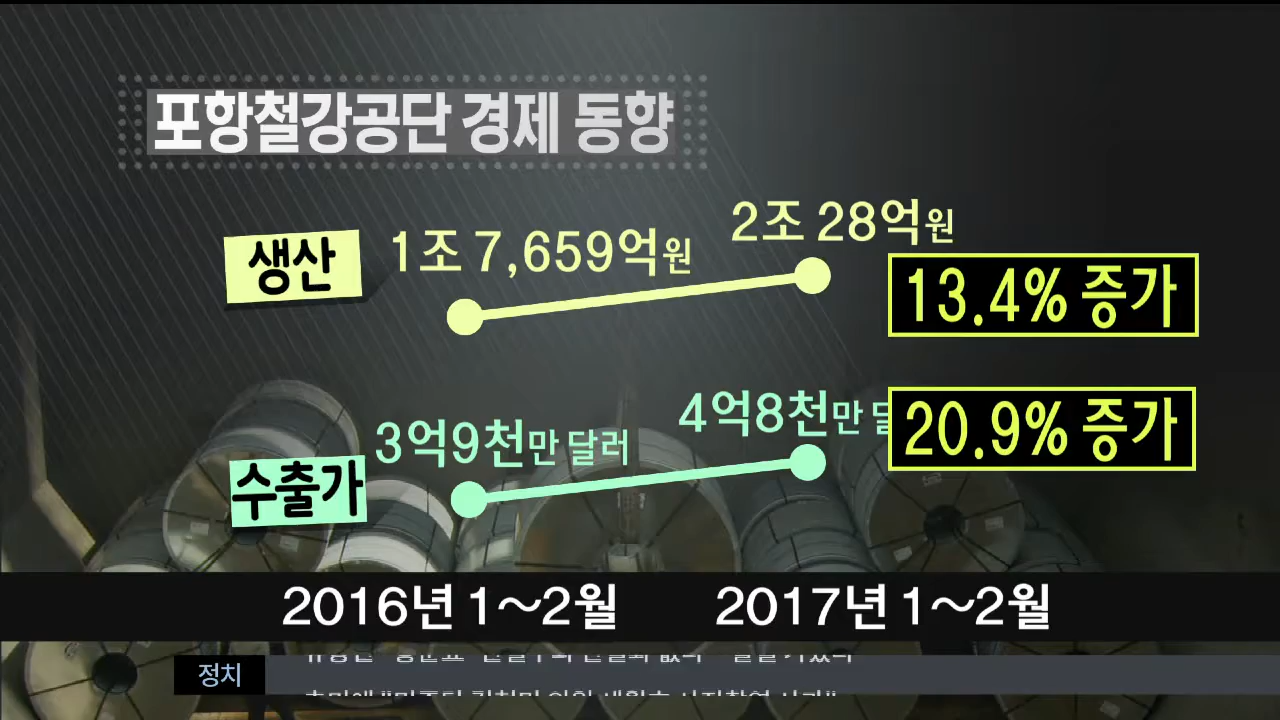 포항철강공단 경제 동향
생산
1조 7,659억원
2조 28억원
13.4% 증가
수출가
3억9천만 달러
4억8천만
20.9% 증가
2016년 1~2월
2017년 1~2월
정치